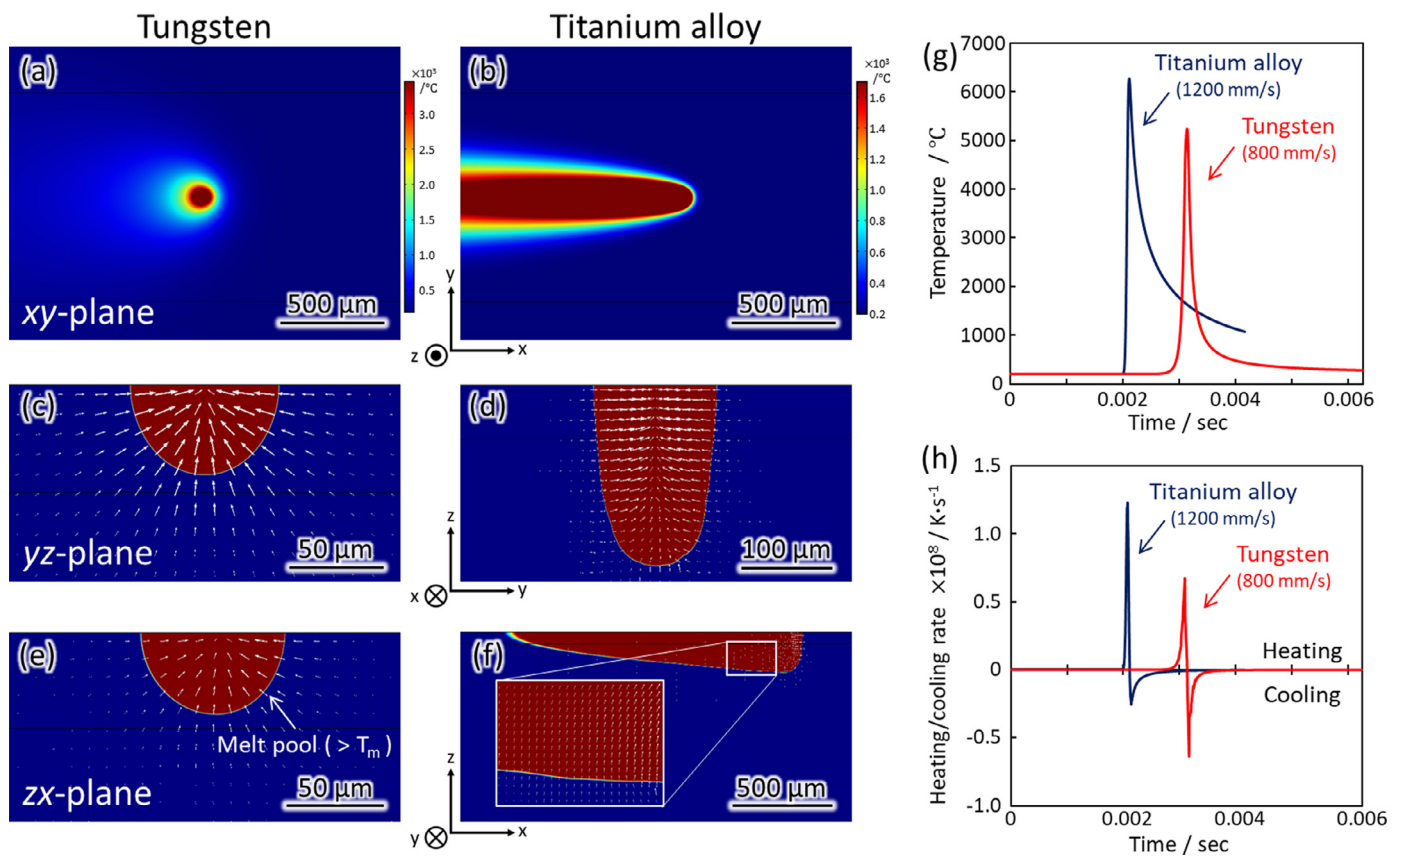 Tungsten
Titanium alloy
(a)
×10³
/°C
3.0
2.5
2.0
1.5
1.0
0.5
xy-plane
500 μm
(b)
×10³
/°C
1.6
1.4
1.2
1.0
0.8
0.6
0.4
0.2
500 μm
y
z
x
(c)
yz-plane
50 μm
(d)
100 μm
z
x
y
(e)
Melt pool ( > Tm )
zx-plane
50 μm
(f)
500 μm
z
y
x
(g)
7000
6000
5000
4000
3000
2000
1000
0
Temperature / °C
Titanium alloy
(1200 mm/s)
Tungsten
(800 mm/s)
0
0.002
0.004
0.006
Time / sec
(h)
1.5
1.0
0.5
0
-0.5
-1.0
Heating/cooling rate ×10⁸ / K·s⁻¹
Titanium alloy
(1200 mm/s)
Tungsten
(800 mm/s)
Heating
Cooling
0
0.002
0.004
0.006
Time / sec